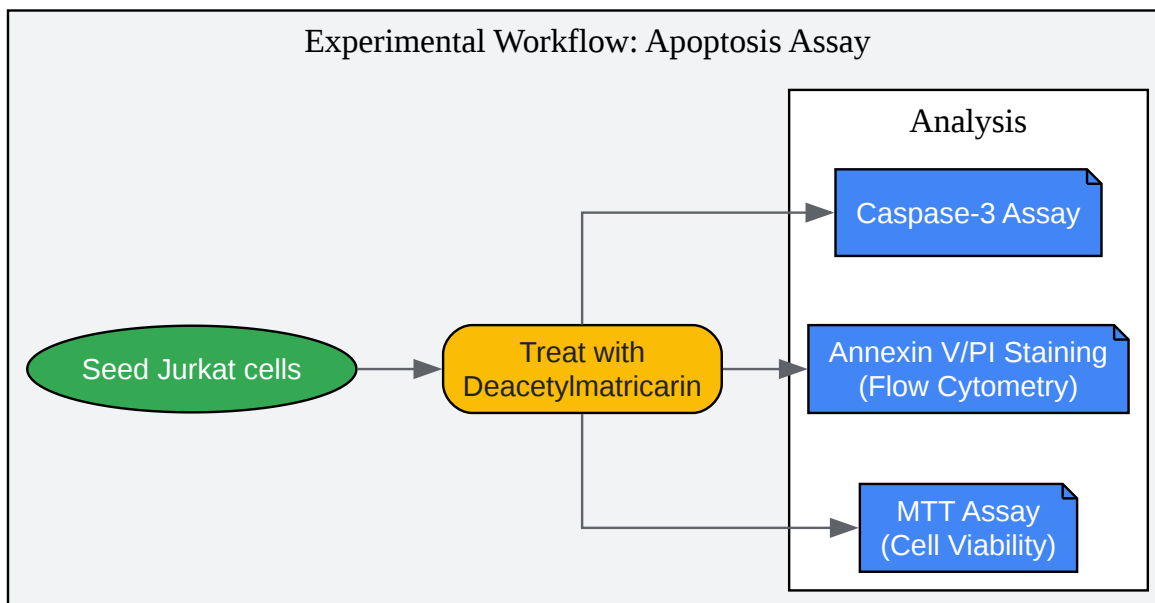 Experimental Workflow: Apoptosis Assay
Analysis
Caspase-3 Assay
Seed Jurkat cells
Treat with
Deacetylmatricarin
Annexin V/PI Staining
(Flow Cytometry)
MTT Assay
(Cell Viability)